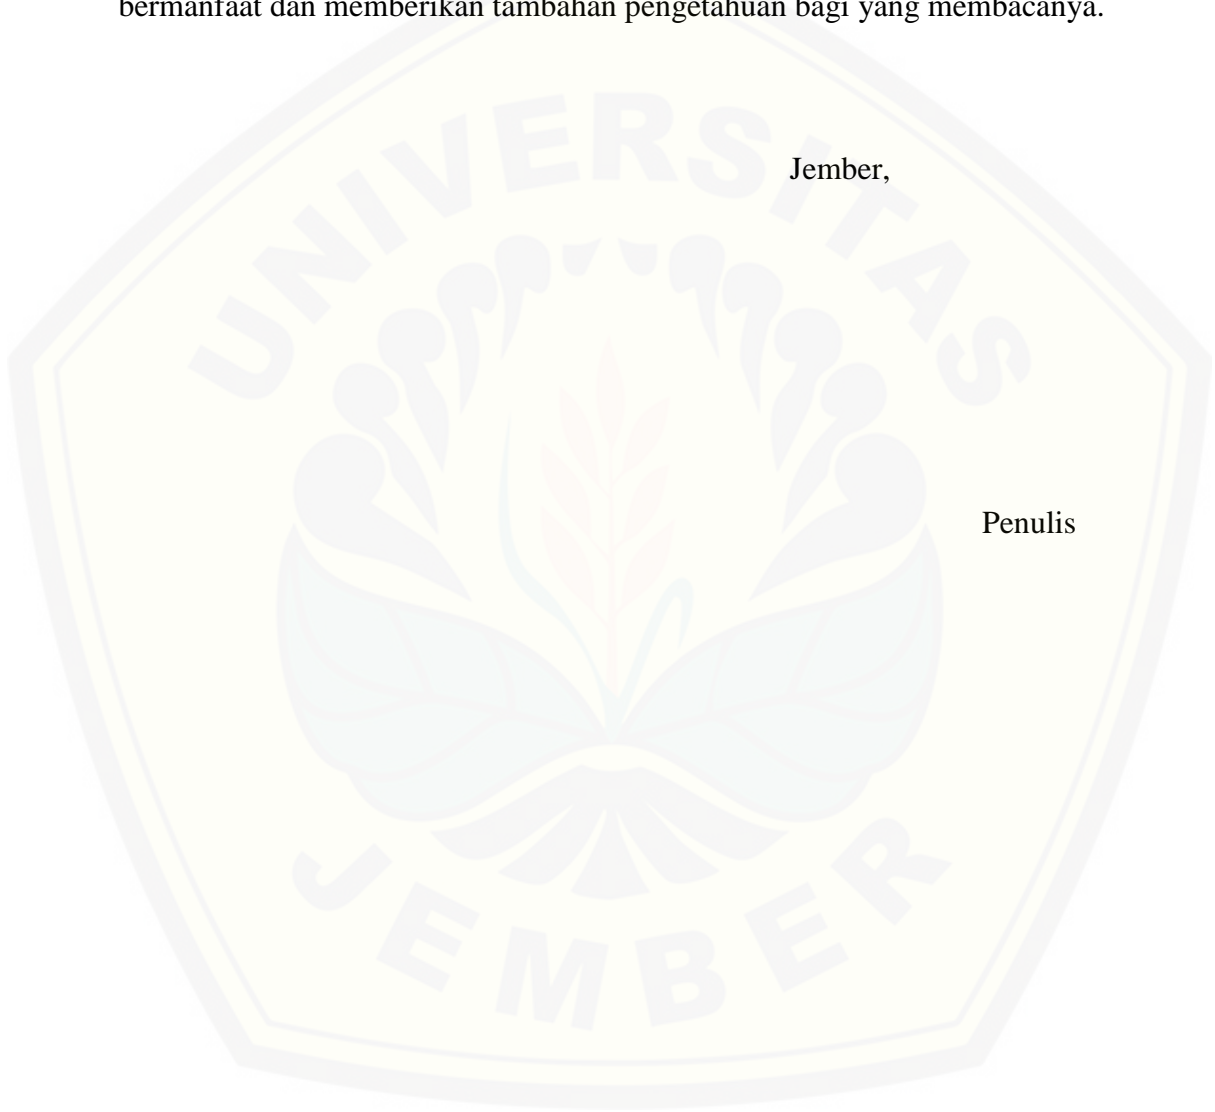 bermanfaat dan memberikan tambahan pengetahuan bagi yang membacanya.
UNIVERSITAS
Jember,
Penulis
JEMBER